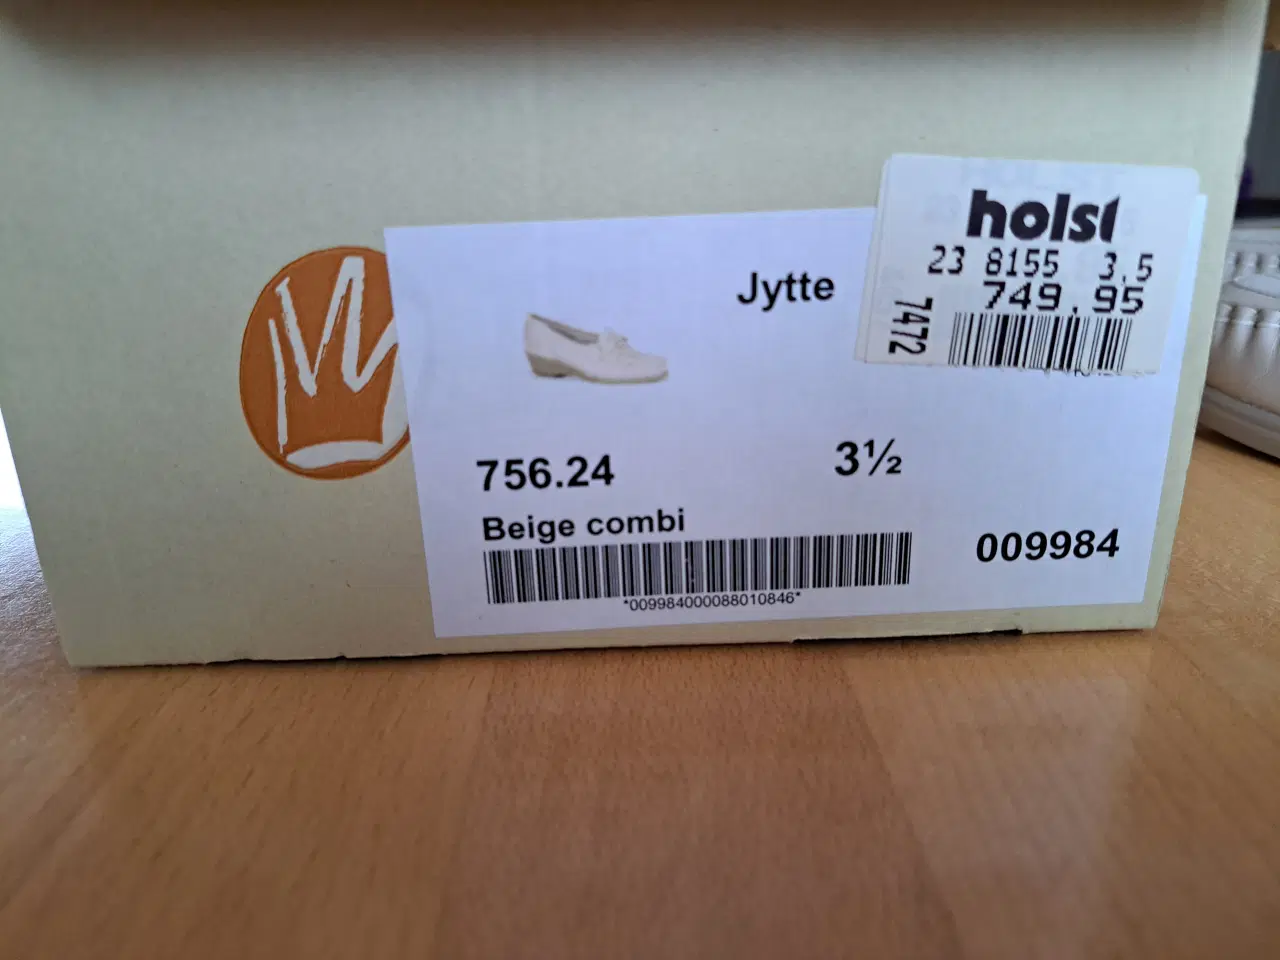 holst
23 8155 3.5
749.95
7472
Jytte
756.24
3½
Beige combi
*009984000088010846*
009984